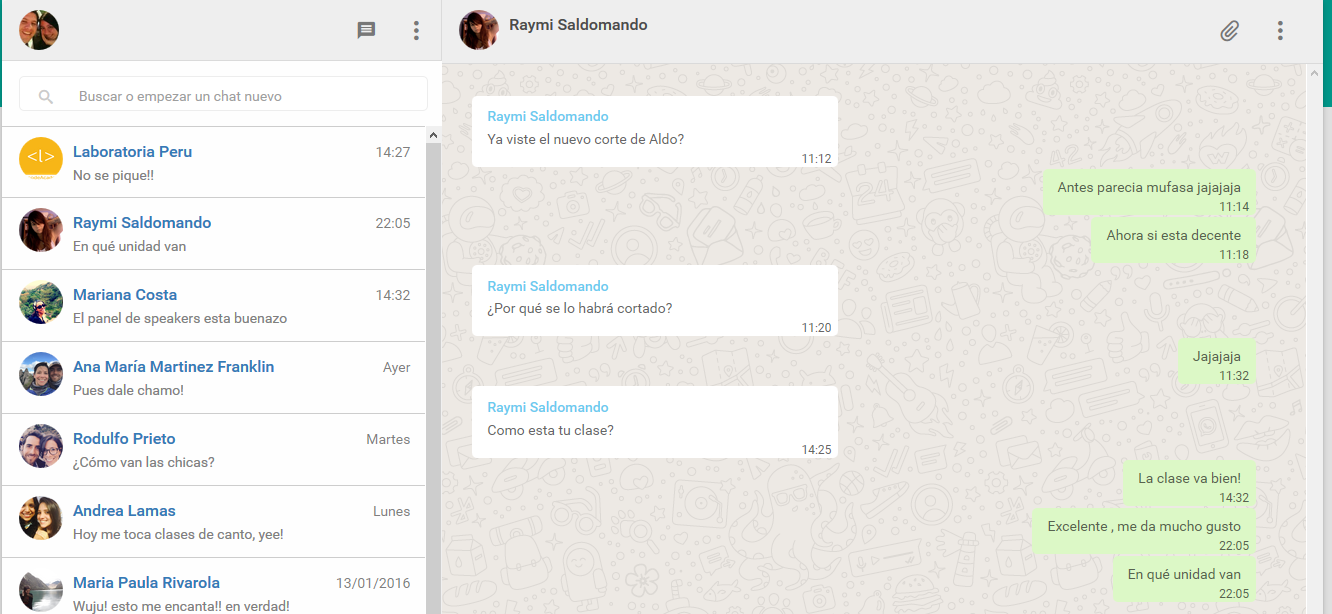 Raymi Saldomando
Buscar o empezar un chat nuevo
Laboratoria Peru
14:27
No se pique!!
Raymi Saldomando
22:05
En qué unidad van
Mariana Costa
14:32
El panel de speakers esta buenazo
Ana María Martinez Franklin
Ayer
Pues dale chamo!
Rodulfo Prieto
Martes
¿Cómo van las chicas?
Andrea Lamas
Lunes
Hoy me toca clases de canto, yee!
Maria Paula Rivarola
13/01/2016
Wuju! esto me encanta!! en verdad!
Raymi Saldomando
Ya viste el nuevo corte de Aldo?
11:12
Antes parecia mufasa jajajaja
11:14
Ahora si esta decente
11:18
Raymi Saldomando
¿Por qué se lo habrá cortado?
11:20
Jajajaja
11:32
Raymi Saldomando
Como esta tu clase?
14:25
La clase va bien!
14:32
Excelente , me da mucho gusto
22:05
En qué unidad van
22:05